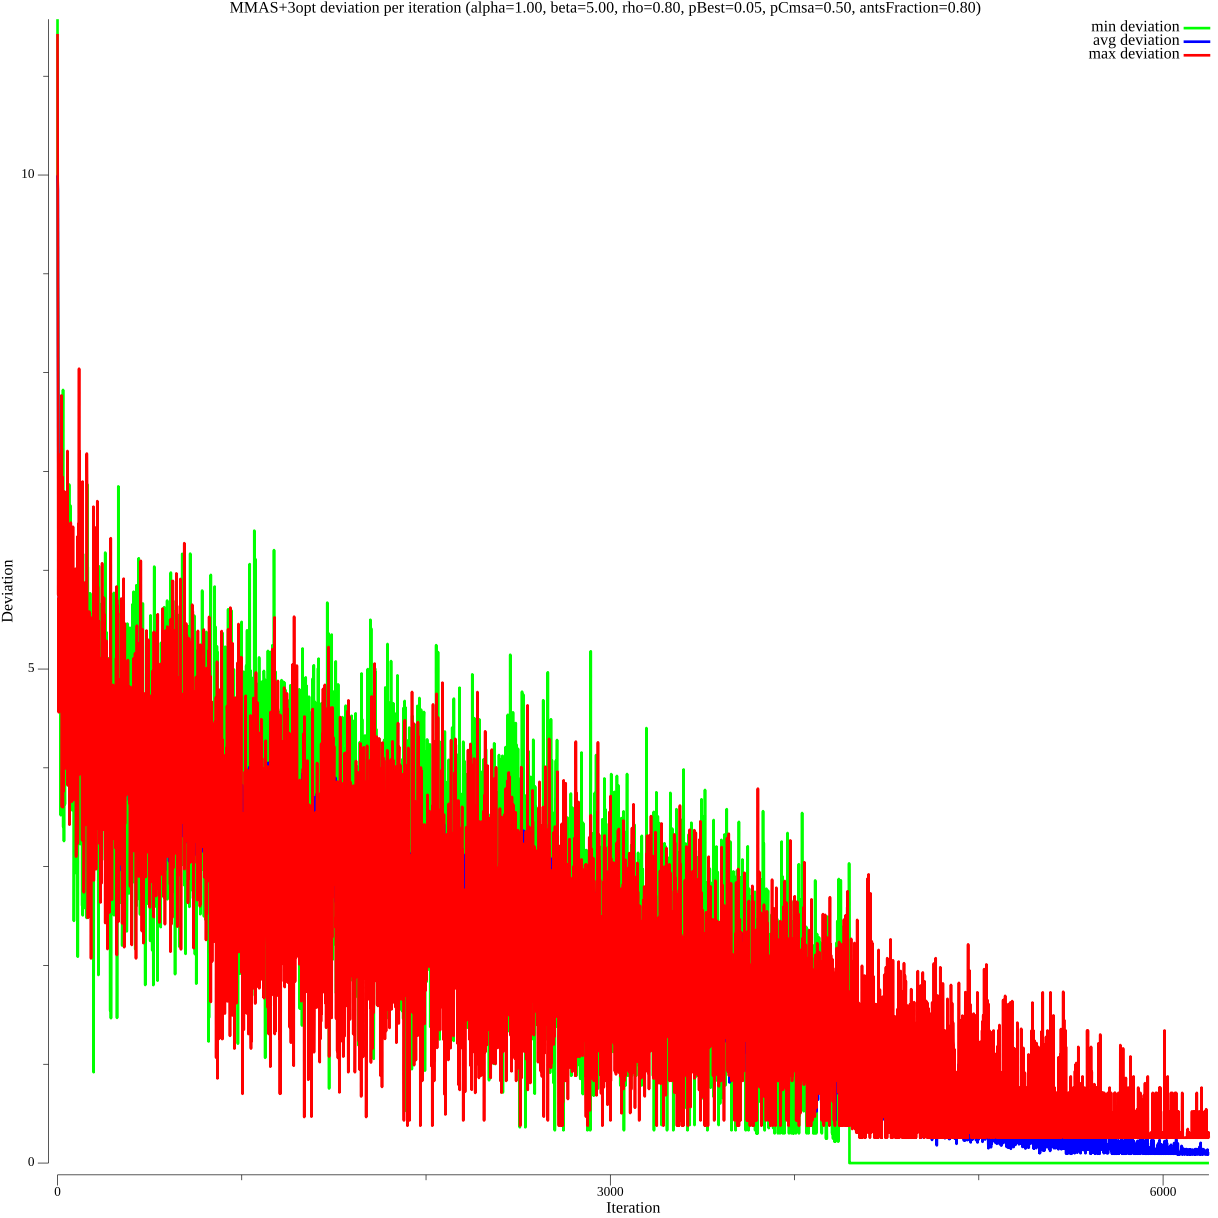 MMAS+3opt deviation per iteration (alpha=1.00, beta=5.00, rho=0.80, pBest=0.05, pCmsa=0.50, antsFraction=0.80)
min deviation
avg deviation
max deviation
10
5
0
Deviation
0
3000
6000
Iteration